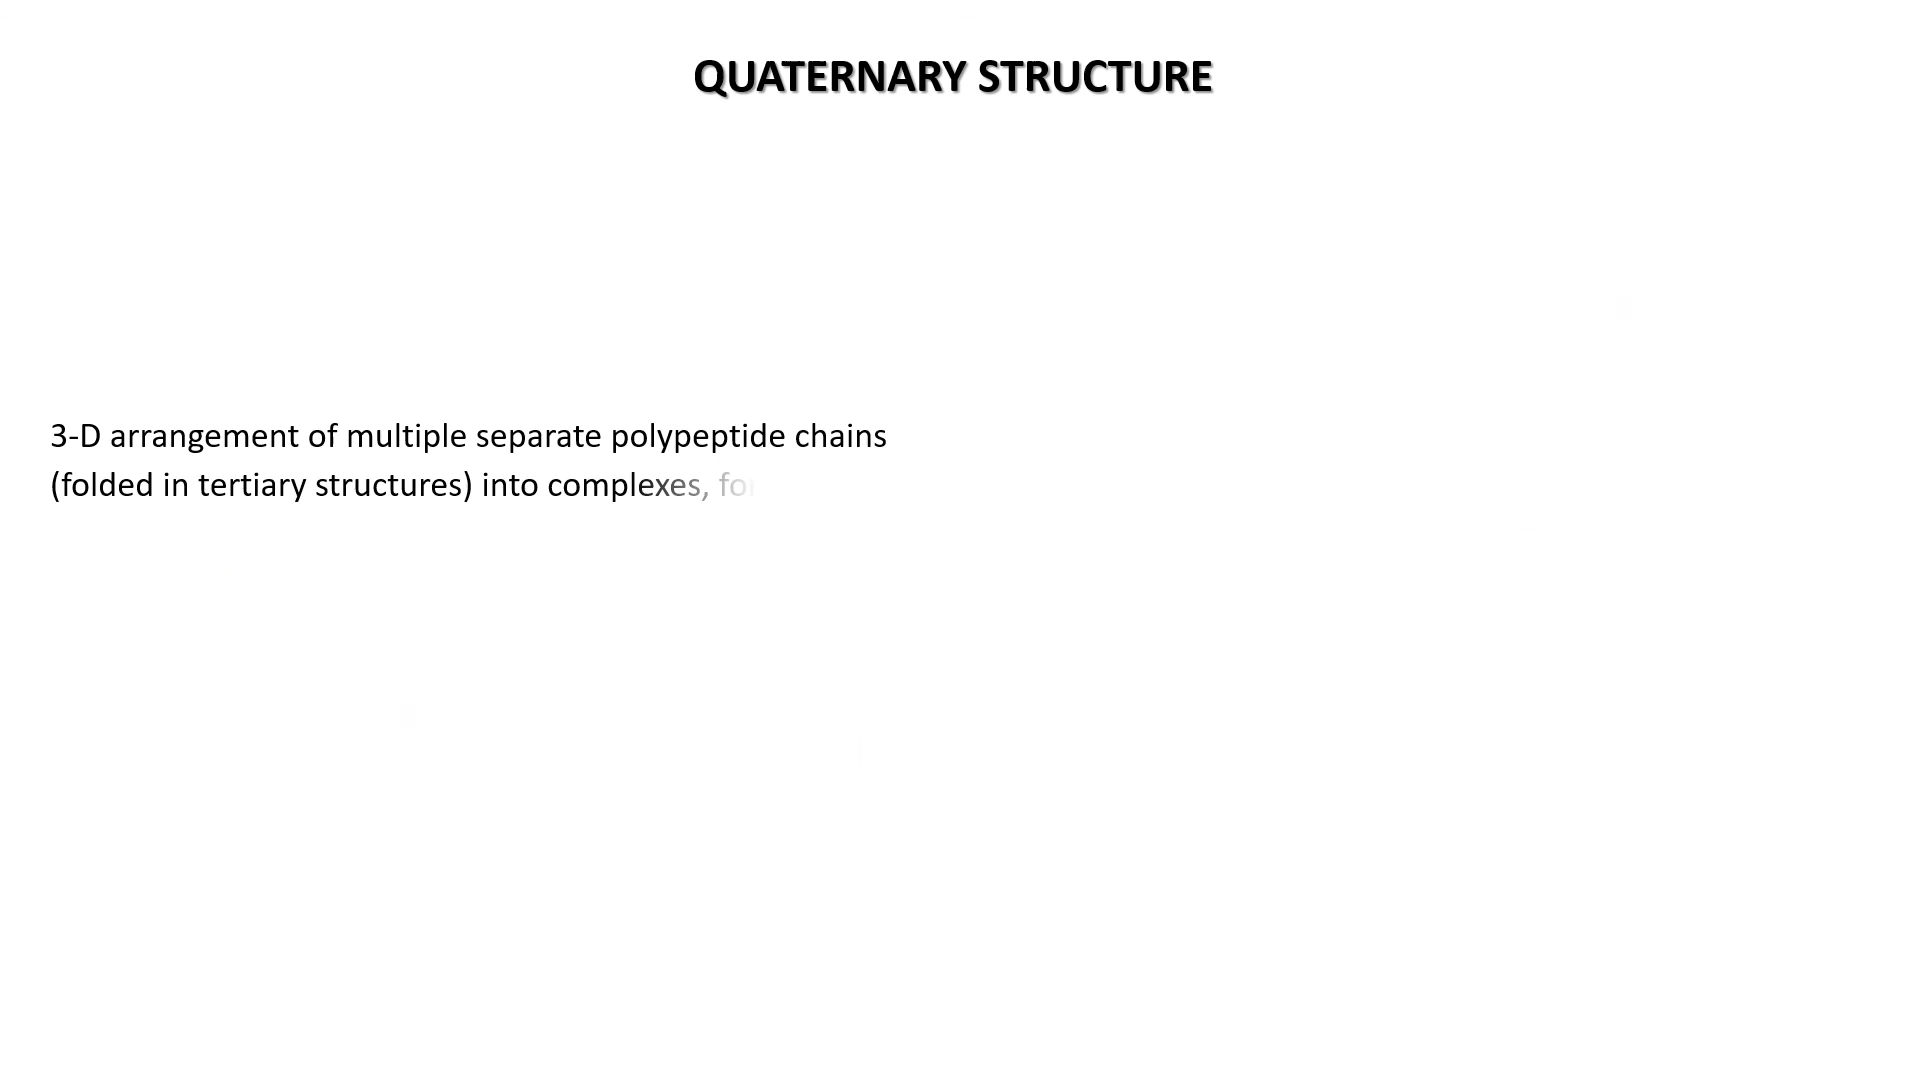 QUATERNARY STRUCTURE
3-D arrangement of multiple separate polypeptide chains
(folded in tertiary structures) into complexes,